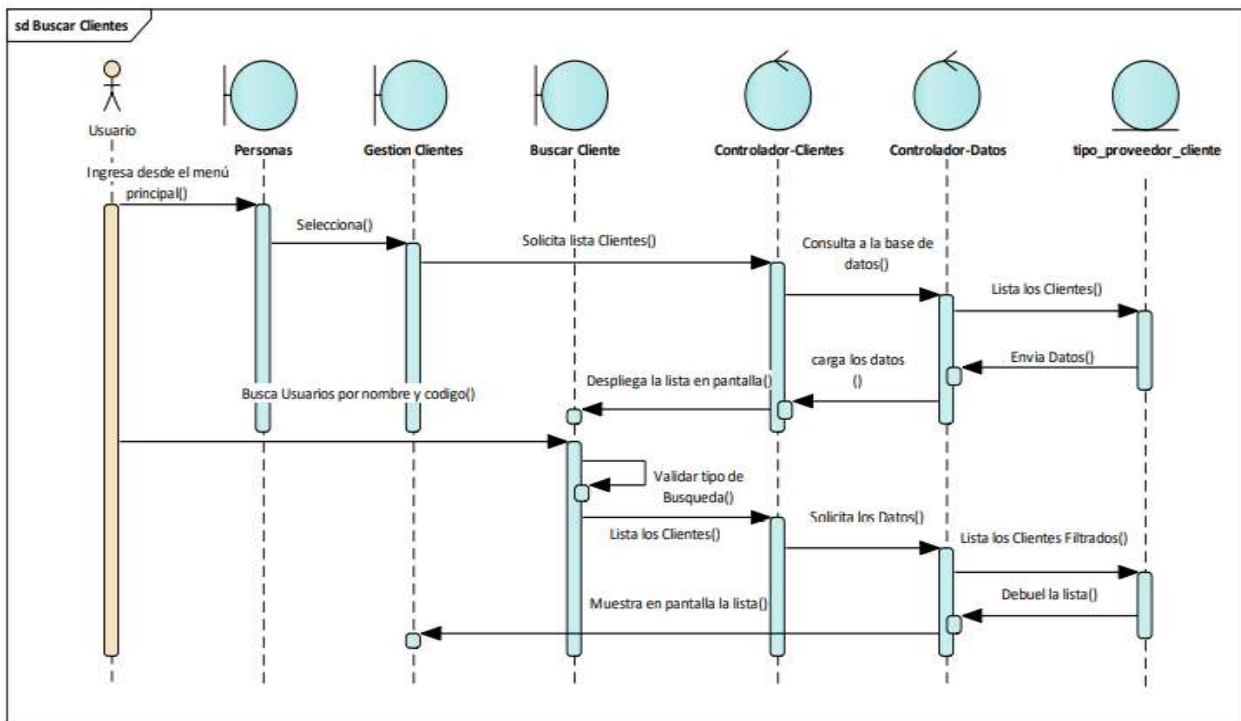 sd Buscar Clientes
Usuario
Personas
Gestion Clientes
Buscar Cliente
Controlador-Clientes
Controlador-Datos
tipo_proveedor_cliente
Ingresa desde el menú
principal()
Selecciona()
Solicita lista Clientes()
Consulta a la base de
datos()
Lista los Clientes()
Envia Datos()
carga los datos
()
Despliega la lista en pantalla()
Busca Usuarios por nombre y codigo()
Validar tipo de
Busqueda()
Lista los Clientes()
Solicita los Datos()
Lista los Clientes Filtrados()
Debuel la lista()
Muestra en pantalla la lista()